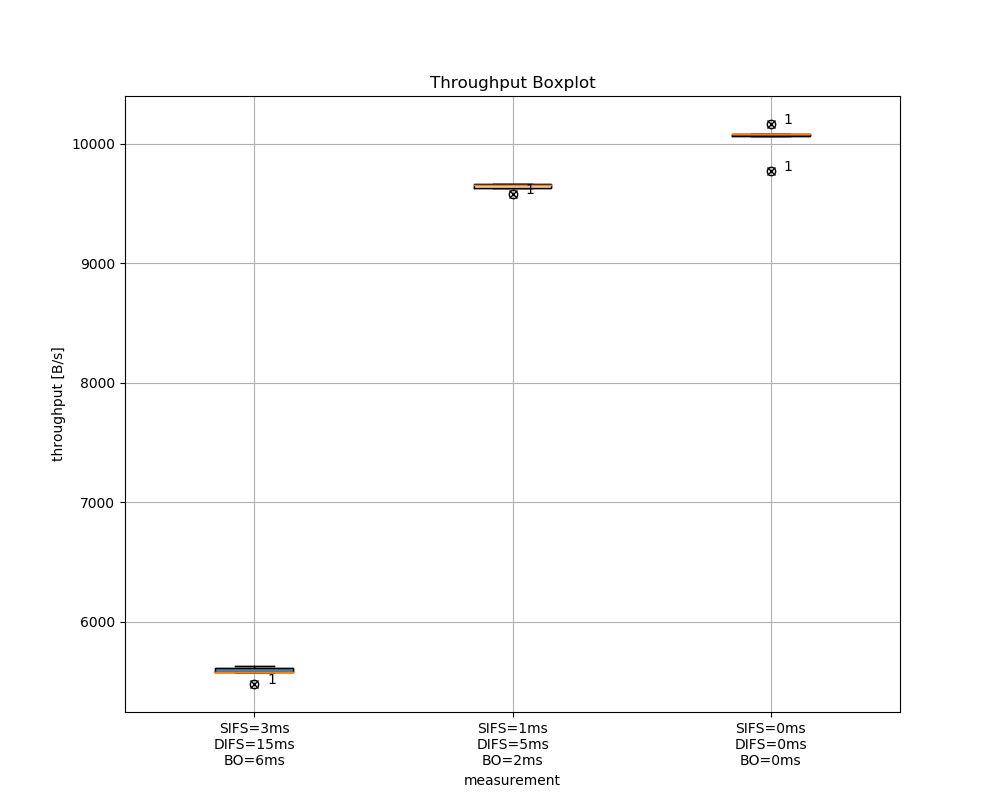 Throughput Boxplot
throughput [B/s]
10000
9000
8000
7000
6000
1
1
1
1
SIFS=3ms
DIFS=15ms
BO=6ms
SIFS=1ms
DIFS=5ms
BO=2ms
SIFS=0ms
DIFS=0ms
BO=0ms
measurement